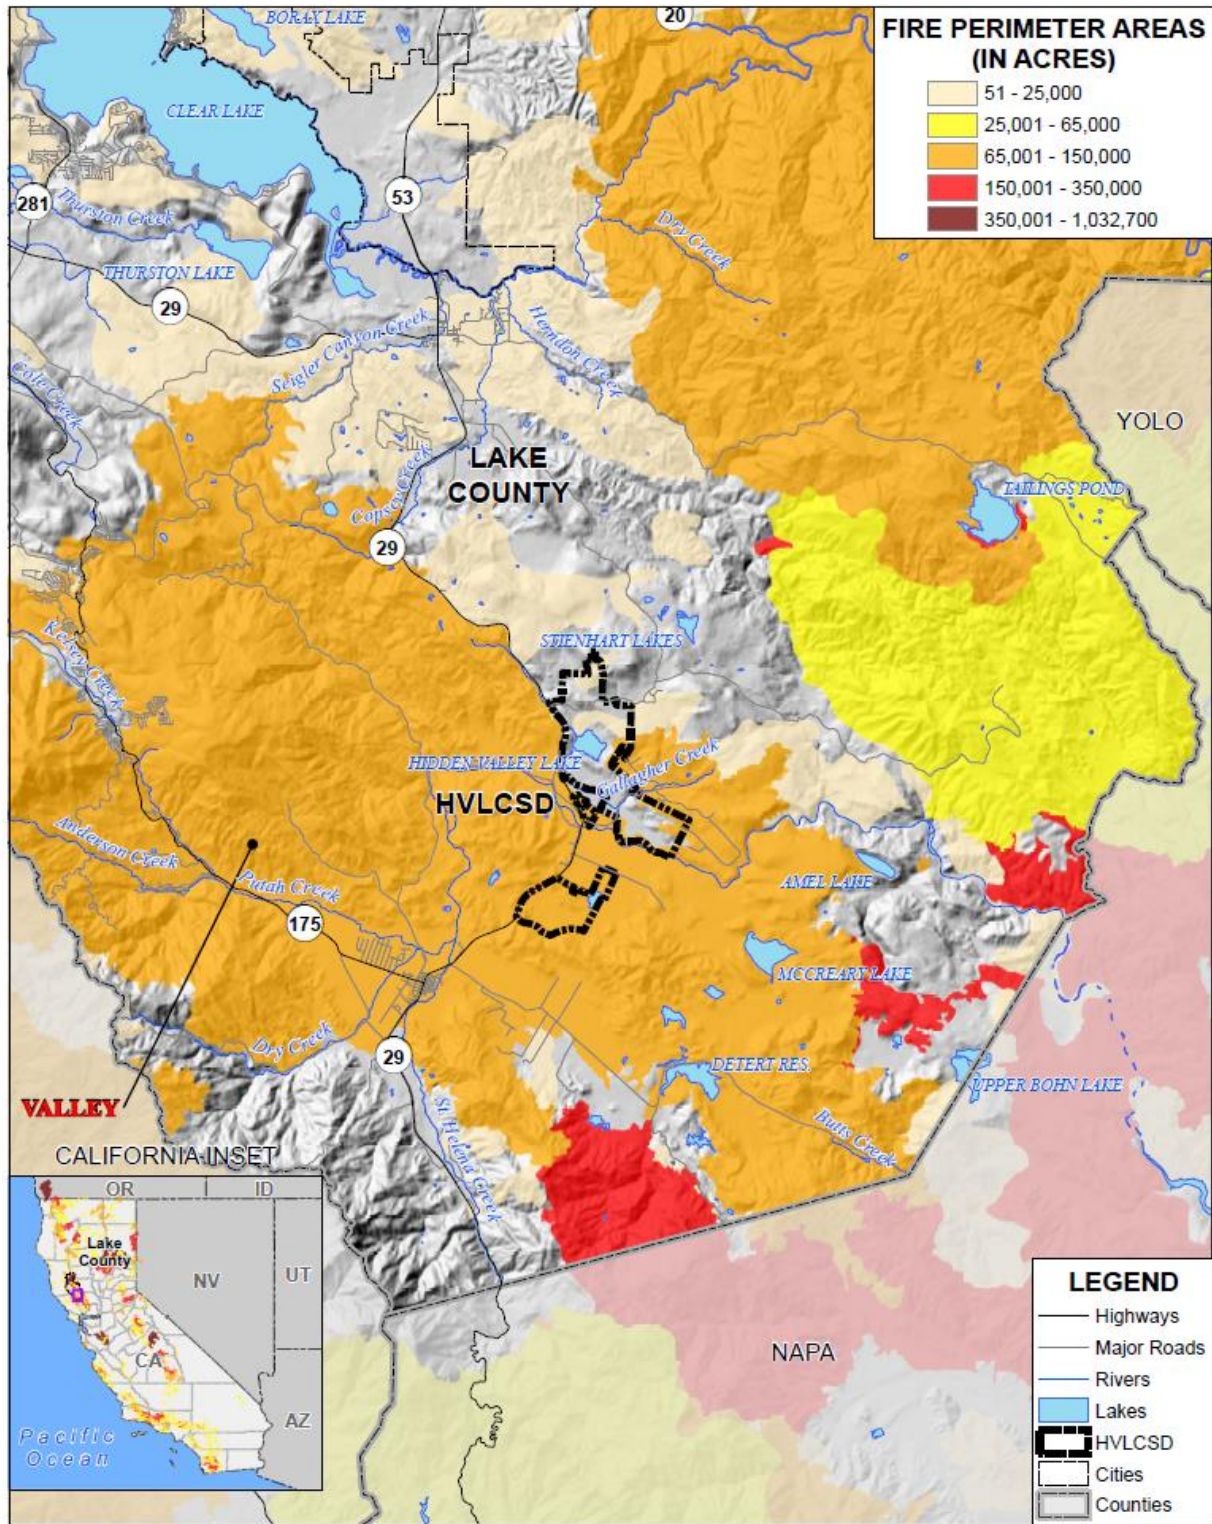 BORAX LAKE
20
FIRE PERIMETER AREAS
(IN ACRES)
51 - 25,000
25,001 - 65,000
65,001 - 150,000
150,001 - 350,000
350,001 - 1,032,700
CLEAR LAKE
281
53
Thurston Creek
Dry Creek
THURSTON LAKE
29
Seigler Canyon Creek
Herndon Creek
Cole Creek
YOLO
LAKE
COUNTY
Copsey Creek
TAILINGS POND
29
Kelsey Creek
STIENHART LAKES
HIDDEN VALLEY LAKE
Gallagher Creek
HVLCSD
Anderson Creek
Putah Creek
AMEL LAKE
175
MCCREARY LAKE
Dry Creek
29
DETERT RES.
UPPER BOHN LAKE
VALLEY
St. Helena Creek
Butts Creek
CALIFORNIA INSET
OR
ID
Lake
County
NV
UT
CA
AZ
Pacific
Ocean
NAPA
LEGEND
Highways
Major Roads
Rivers
Lakes
HVLCSD
Cities
Counties